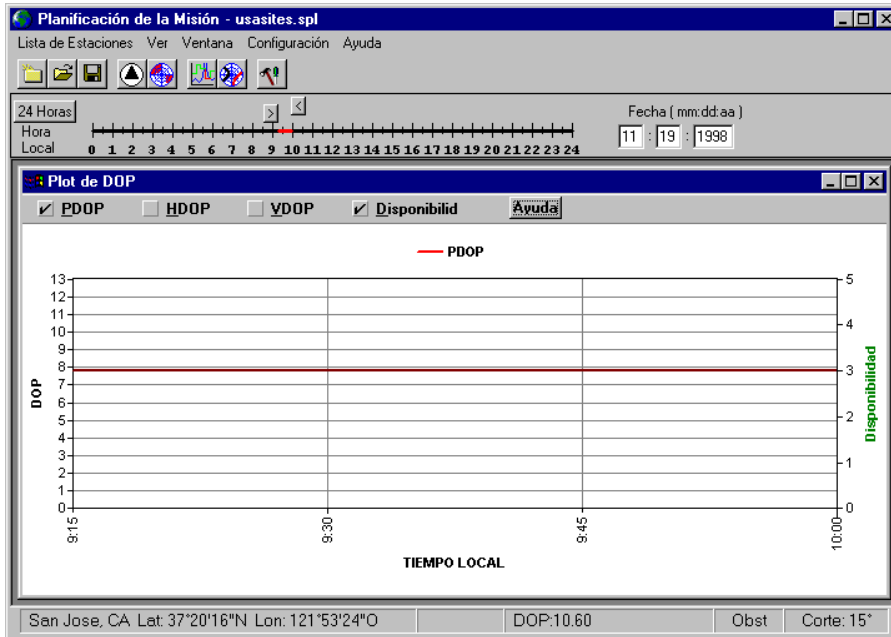 Planificación de la Misión - usasites.spl
Lista de Estaciones Ver Ventana Configuración Ayuda
24 Horas
Hora
Local
> <
0 1 2 3 4 5 6 7 8 9 10 11 12 13 14 15 16 17 18 19 20 21 22 23 24
Fecha ( mm:dd:aa )
11 : 19 : 1998
Plot de DOP
PDOP HDOP VDOP Disponibilid Ayuda
PDOP
13
12
11
10
9
8
7
6
5
4
3
2
1
0
DOP
5
4
3
2
1
0
Disponibilidad
9:15 9:30 9:45 10:00
TIEMPO LOCAL
San Jose, CA Lat: 37°20'16"N Lon: 121°53'24"O DOP:10.60 Obst Corte: 15°